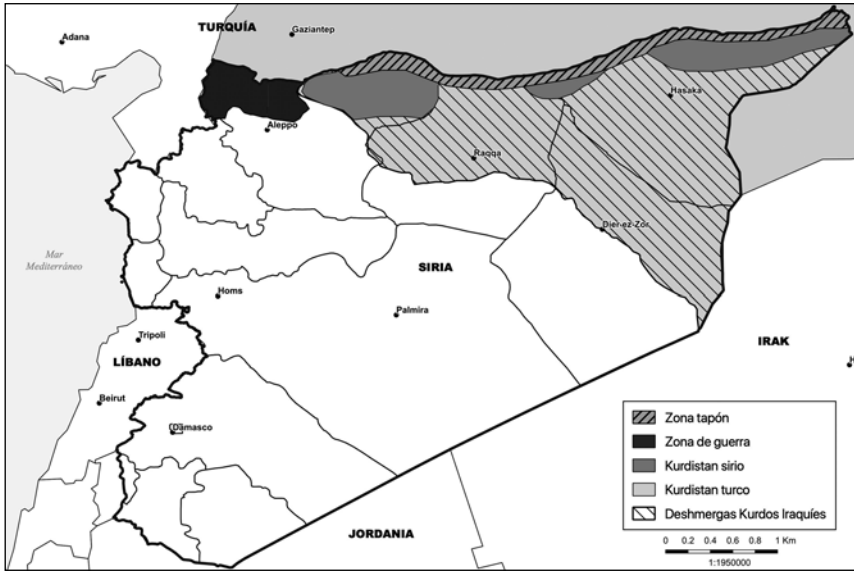 TURQUÍA
Adana
Gaziantep
Hasaka
Aleppo
Raqqa
Dier-ez-Zor
Mar
Mediterráneo
SIRIA
Homs
Palmira
Tripoli
LÍBANO
IRAK
H
Beirut
Damasco
JORDANIA
Zona tapón
Zona de guerra
Kurdistan sirio
Kurdistan turco
Deshmergas Kurdos Iraquíes
0 0.2 0.4 0.6 0.8 1 Km
1:1950000